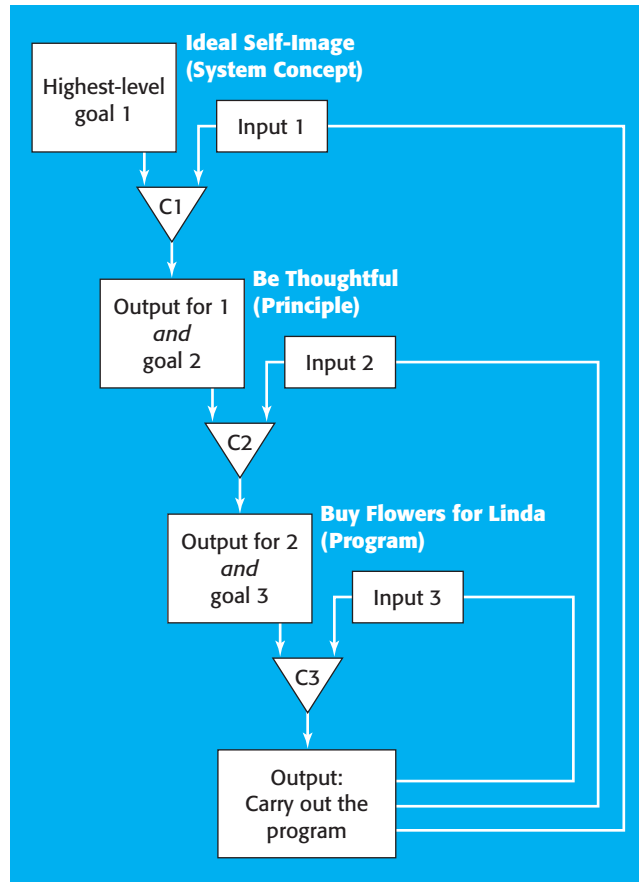 Ideal Self-Image
(System Concept)
Highest-level
goal 1
Input 1
C1
Be Thoughtful
(Principle)
Output for 1
and
goal 2
Input 2
C2
Buy Flowers for Linda
(Program)
Output for 2
and
goal 3
Input 3
C3
Output:
Carry out the
program